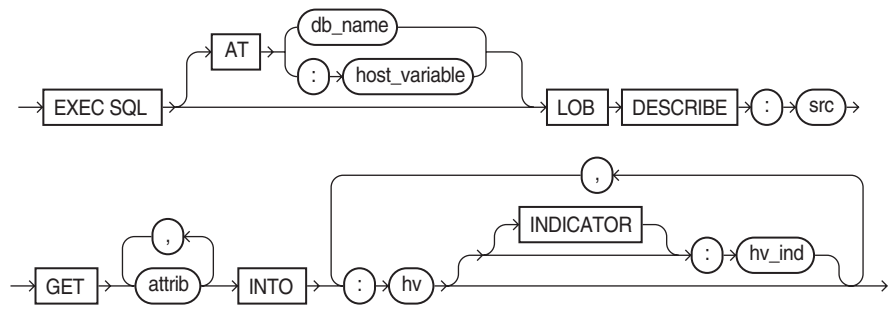 db_name
AT
: host_variable
EXEC SQL LOB DESCRIBE : src
,
INDICATOR
, : hv_ind
GET attrib INTO : hv